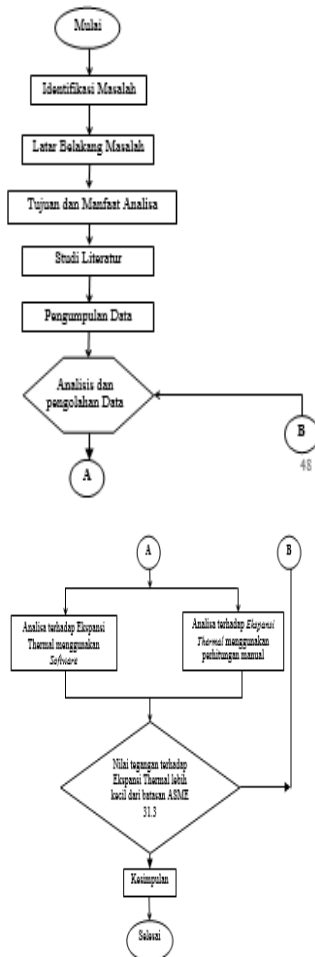 Mulai
Identifikasi Masalah
Latar Belakang Masalah
Tujuan dan Manfaat Analisa
Studi Literatur
Pengumpulan Data
Analisis dan
pengolahan Data
B
A
48
A
B
Analisa terhadap Ekspansi
Thermal menggunakan
Software
Analisa terhadap Ekspansi
Thermal menggunakan
perhitungan manual
Nilai tegangan terhadap
Ekspansi Thermal lebih
kecil dari batasan ASME
31.3
Kesimpulan
Selesai